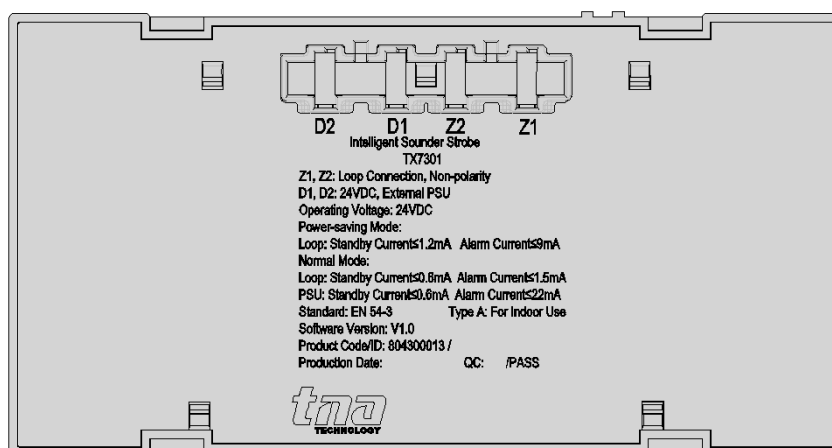 D2 D1 Z2 Z1
Intelligent Sounder Strobe
TX7301
Z1, Z2: Loop Connection, Non-polarity
D1, D2: 24VDC, External PSU
Operating Voltage: 24VDC
Power-saving Mode:
Loop: Standby Current≤1.2mA Alarm Current≤9mA
Normal Mode:
Loop: Standby Current≤0.6mA Alarm Current≤1.5mA
PSU: Standby Current≤0.6mA Alarm Current≤22mA
Standard: EN 54-3 Type A: For Indoor Use
Software Version: V1.0
Product Code/ID: 804300013 /
Production Date: QC: /PASS
tna
TECHNOLOGY